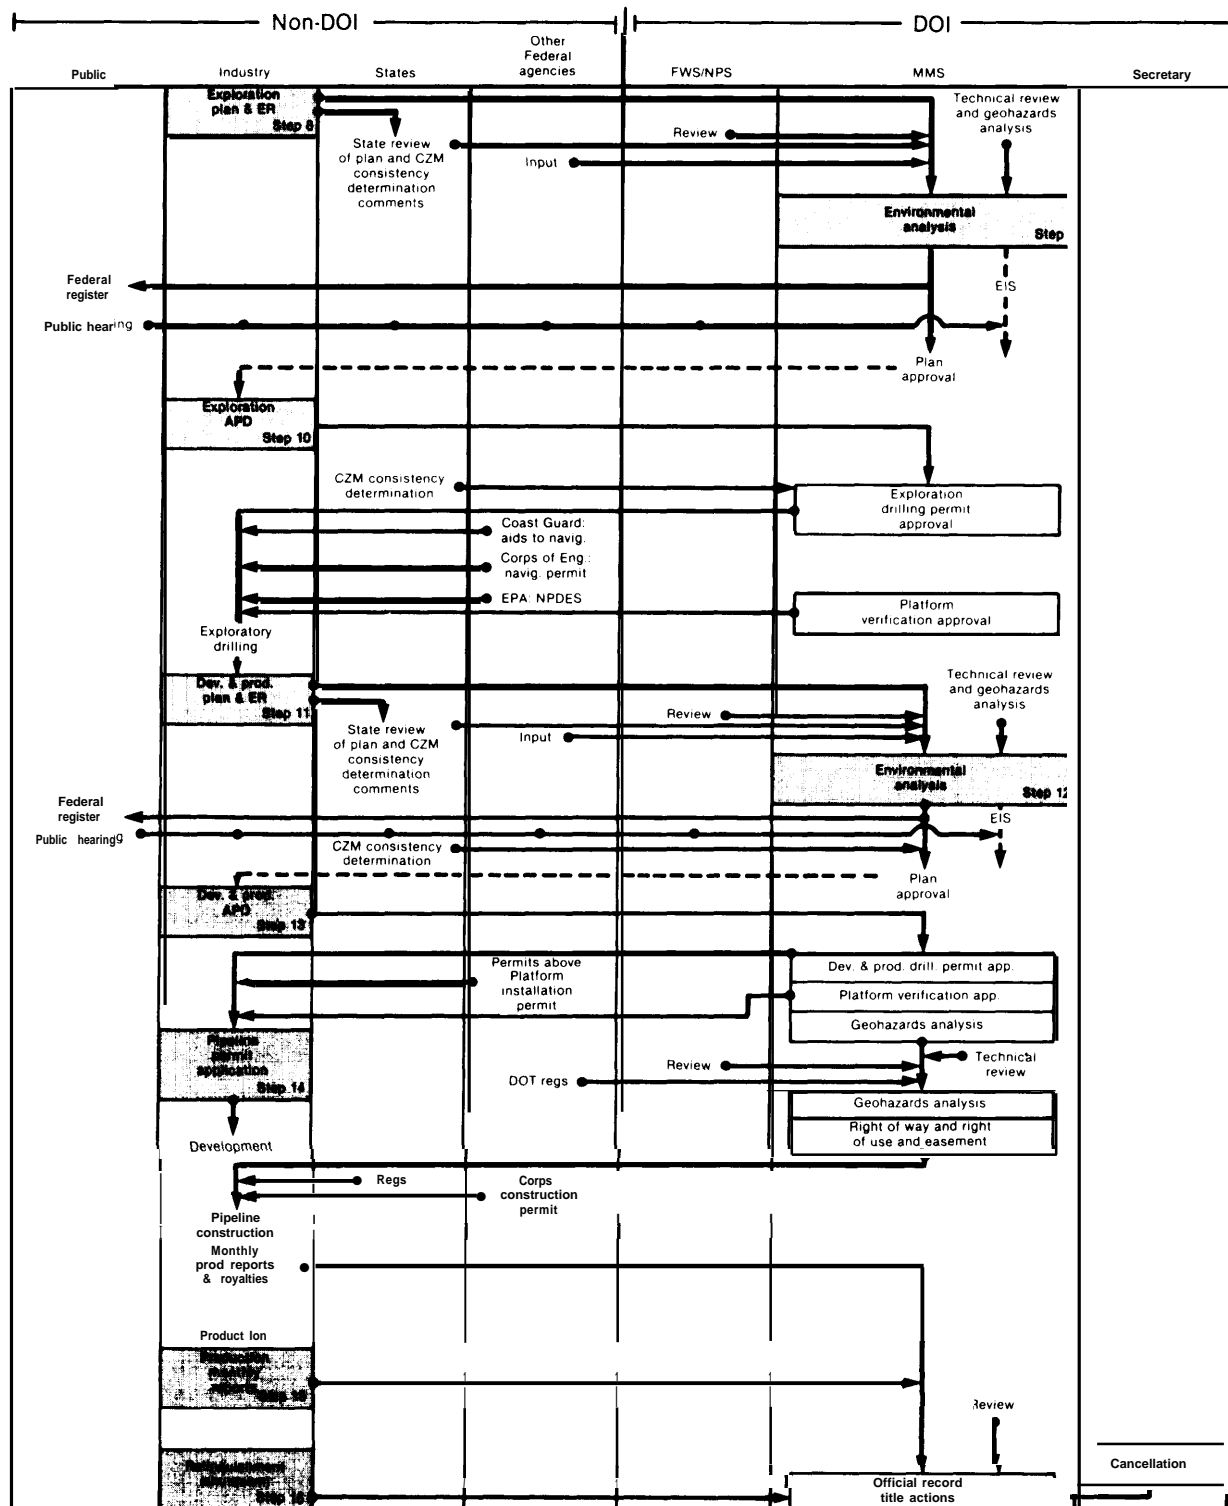 Non-DOI
DOI
Public
Industry
States
Other
Federal
agencies
FWS/NPS
MMS
Secretary
Exploration
plan & ER
Step 8
State review
of plan and CZM
consistency
determination
comments
Review
Input
Technical review
and geohazards
analysis
Environmental
analysis
Step
Federal
register
EIS
Public hearing
Plan
approval
Exploration
APD
Step 10
CZM consistency
determination
Exploration
drilling permit
approval
Coast Guard:
aids to navig.
Corps of Eng.:
navig. permit
EPA: NPDES
Platform
verification approval
Exploratory
drilling
Dev. & prod.
plan & ER
Step 11
State review
of plan and CZM
consistency
determination
comments
Review
Input
Technical review
and geohazards
analysis
Environmental
analysis
Step 12
Federal
register
EIS
Public hearingg
CZM consistency
determination
Plan
approval
Dev. & prod.
APD
Step 13
Permits above
Platform
installation
permit
Dev. & prod. drill. permit app.
Platform verification app.
Geohazards analysis
Pipeline
permit
application
Step 14
Review
Technical
review
DOT regs
Geohazards analysis
Right of way and right
of use and easement
Development
Regs
Corps
construction
permit
Pipeline
construction
Monthly
prod reports
& royalties
Product Ion
Production
monthly
reports
Step
Review
Cancellation
Official record
title actions
Step